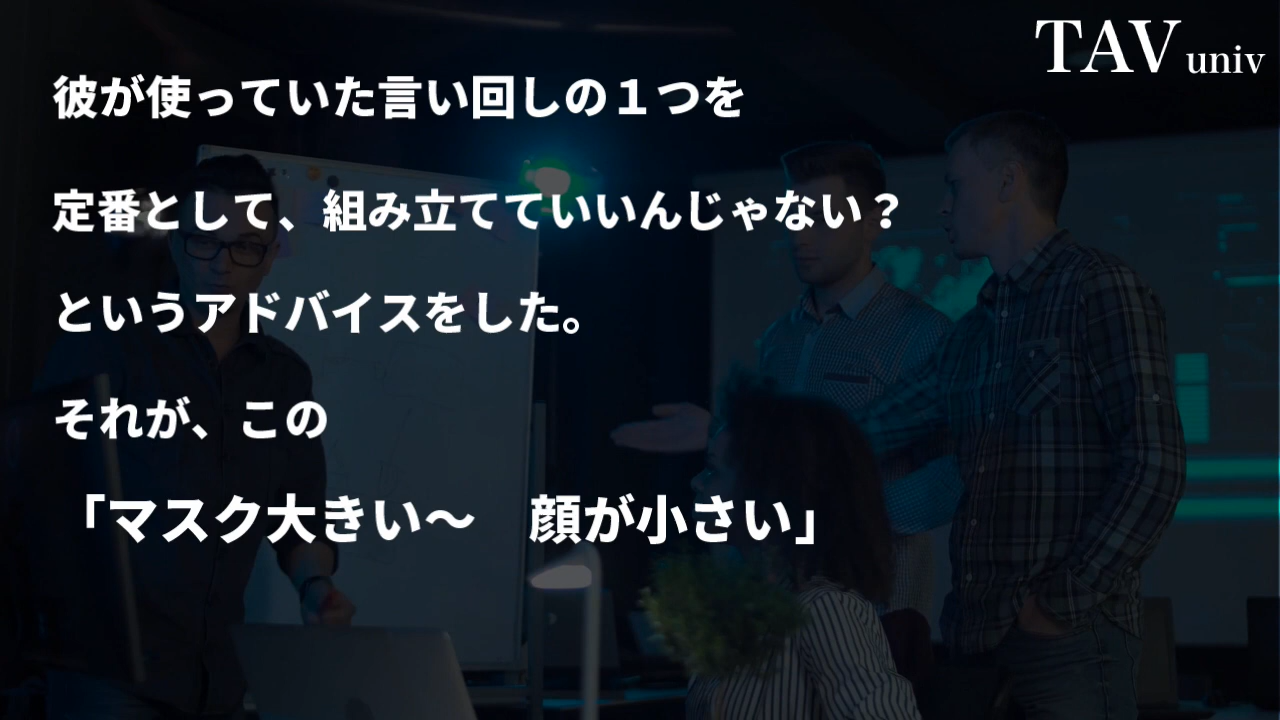 TAV univ
彼が使っていた言い回しの１つを
定番として、組み立てていいんじゃない？
というアドバイスをした。
それが、この
「マスク大きい〜　顔が小さい」